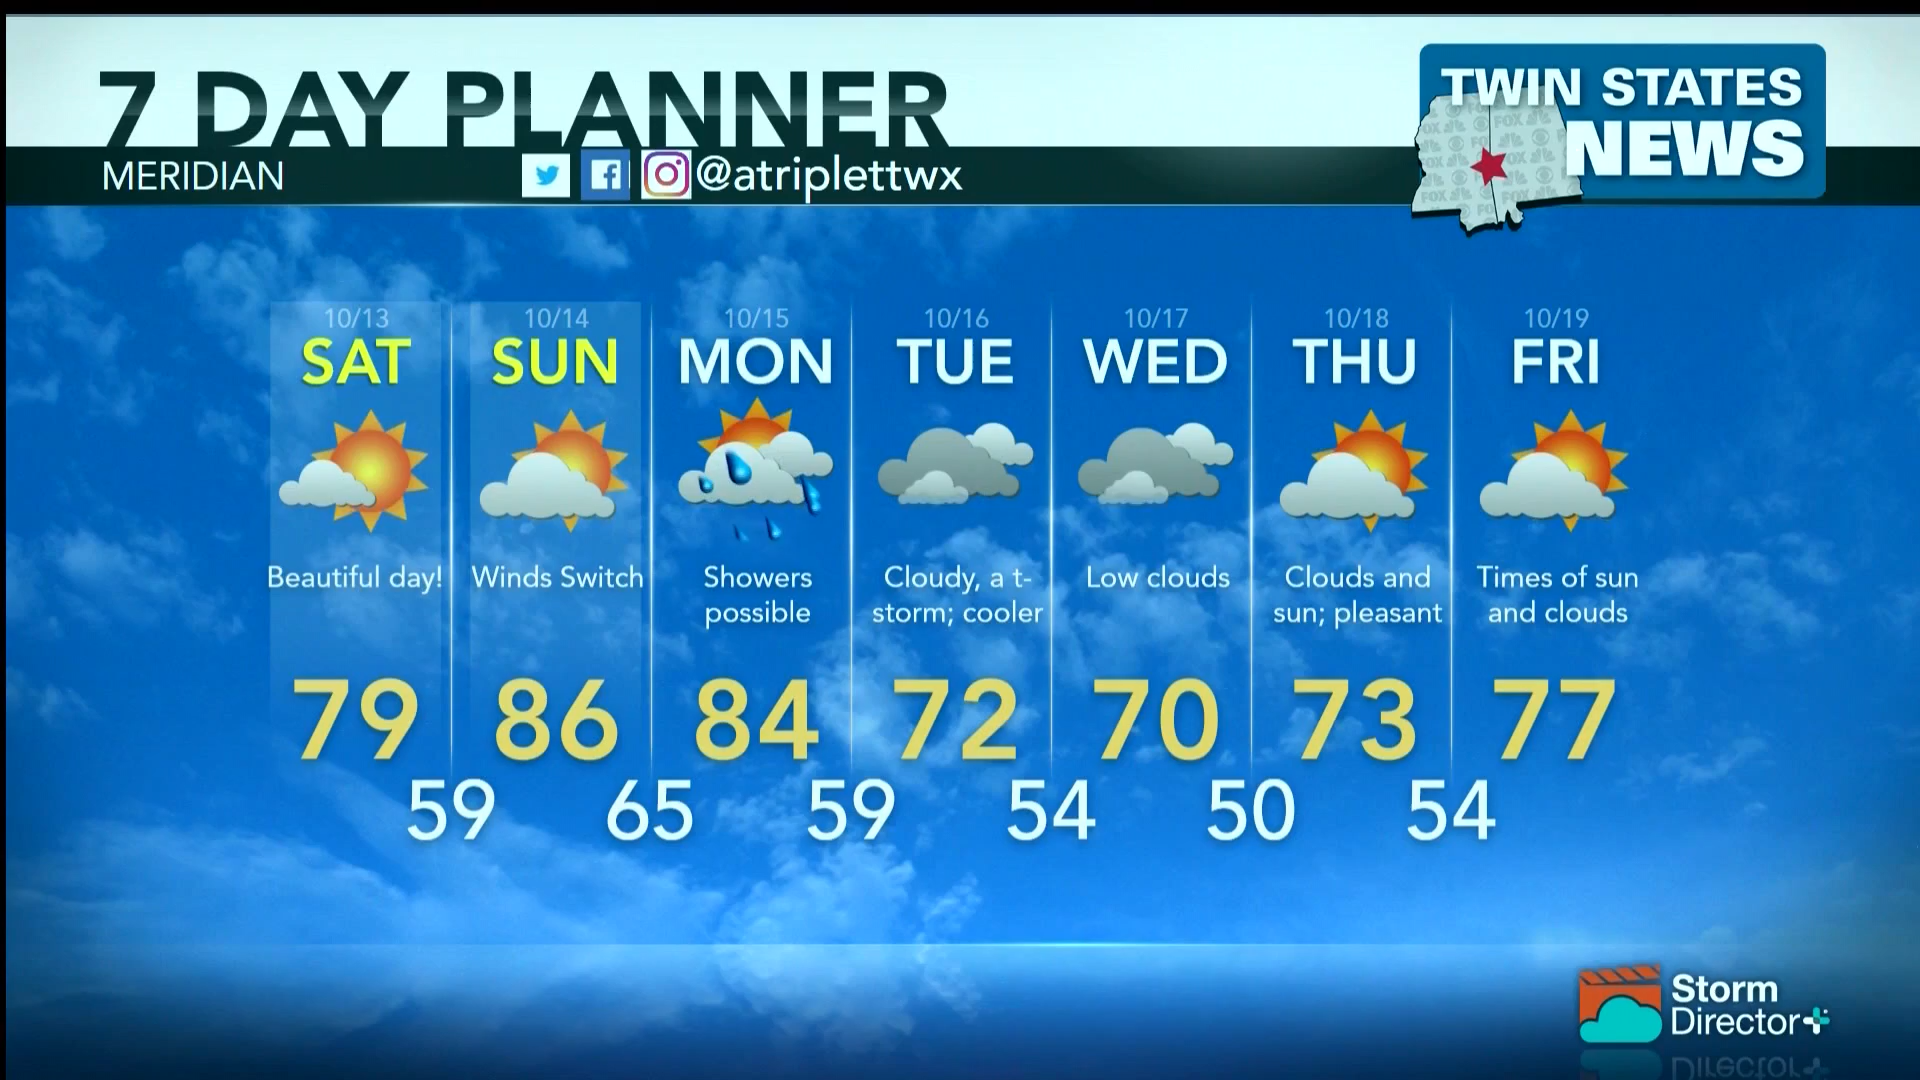 7 DAY PLANNER
MERIDIAN
@atriplettwx
TWIN STATES
NEWS
10/13 10/14 10/15 10/16 10/17 10/18 10/19
SAT SUN MON TUE WED THU FRI
Beautiful day! Winds Switch Showers Cloudy, a t- Low clouds Clouds and Times of sun
possible storm; cooler sun; pleasant and clouds
79 86 84 72 70 73 77
59 65 59 54 50 54
Storm
Director+